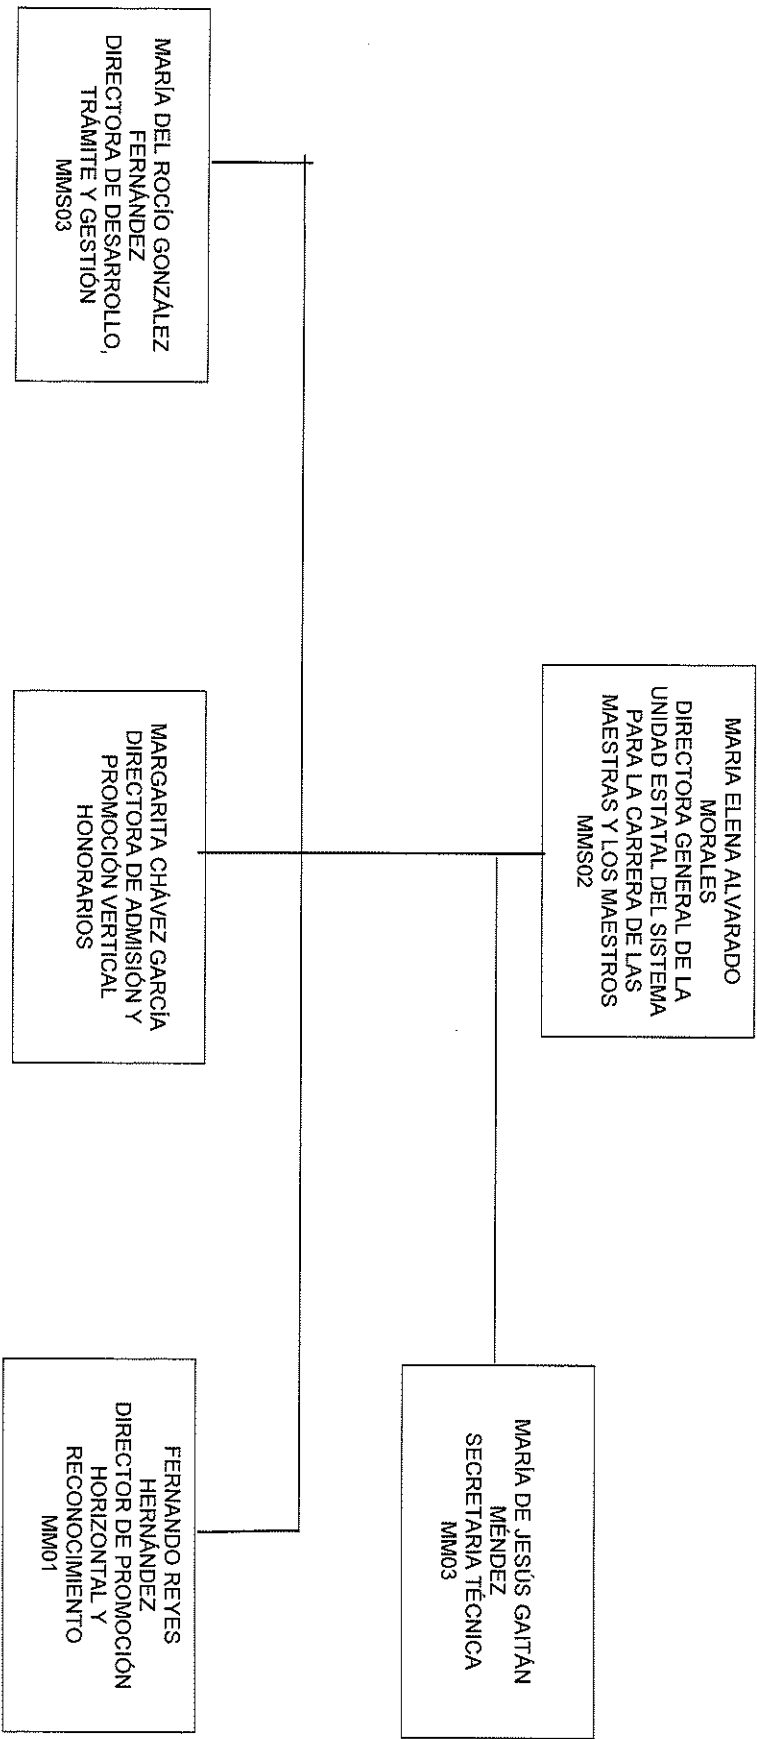 MARIA ELENA ALVARADO
MORALES
DIRECTORA GENERAL DE LA
UNIDAD ESTATAL DEL SISTEMA
PARA LA CARRERA DE LAS
MAESTRAS Y LOS MAESTROS
MMS02
MARÍA DE JESÚS GAITÁN
MÉNDEZ
SECRETARIA TÉCNICA
MM03
MARÍA DEL ROCÍO GONZÁLEZ
FERNÁNDEZ
DIRECTORA DE DESARROLLO,
TRÁMITE Y GESTIÓN
MMS03
MARGARITA CHÁVEZ GARCÍA
DIRECTORA DE ADMISIÓN Y
PROMOCIÓN VERTICAL
HONORARIOS
FERNANDO REYES
HERNÁNDEZ
DIRECTOR DE PROMOCIÓN
HORIZONTAL Y
RECONOCIMIENTO
MM01